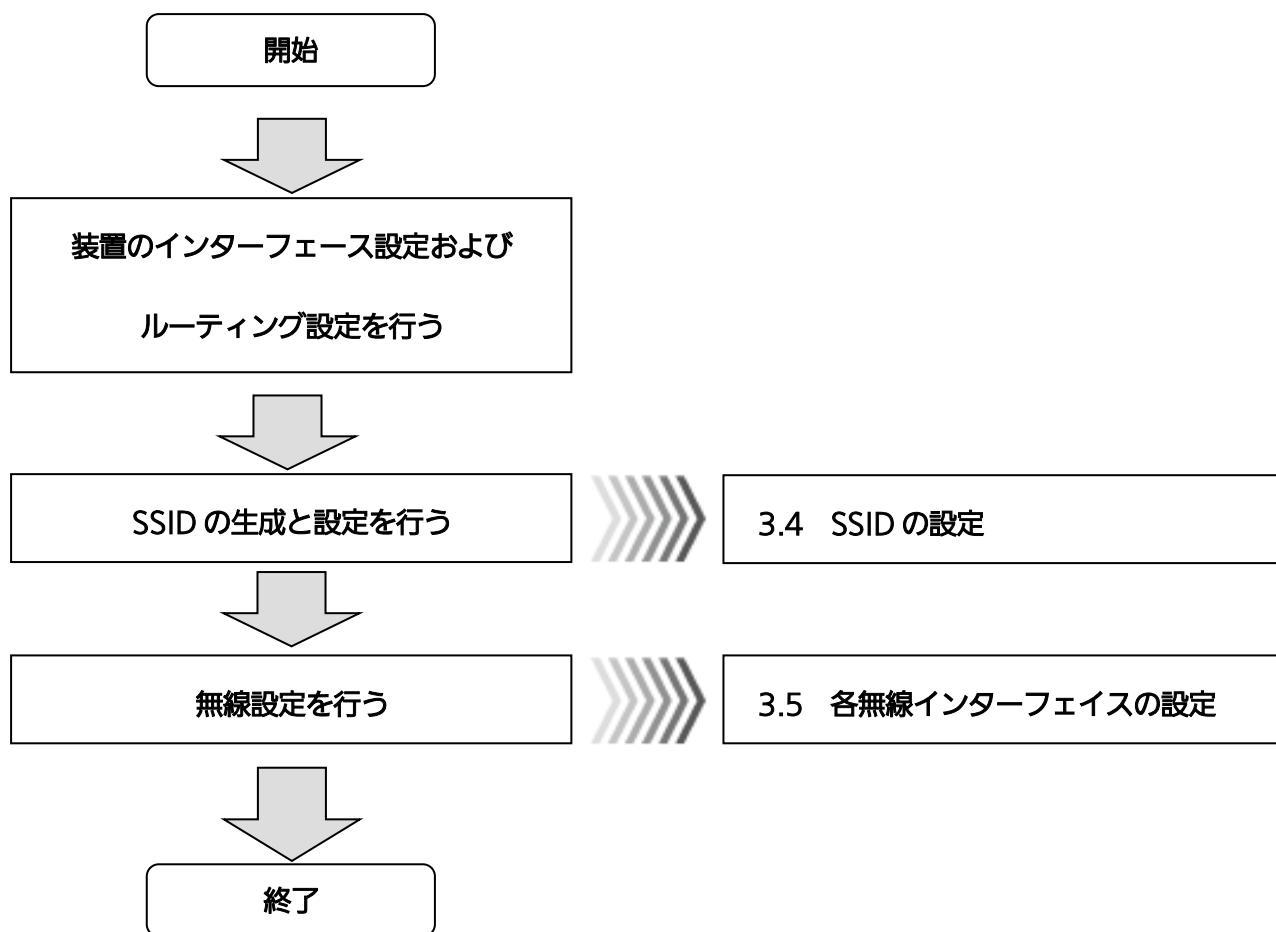 開始
装置のインターフェース設定および
ルーティング設定を行う
SSID の生成と設定を行う
3.4 SSID の設定
無線設定を行う
3.5 各無線インターフェイスの設定
終了